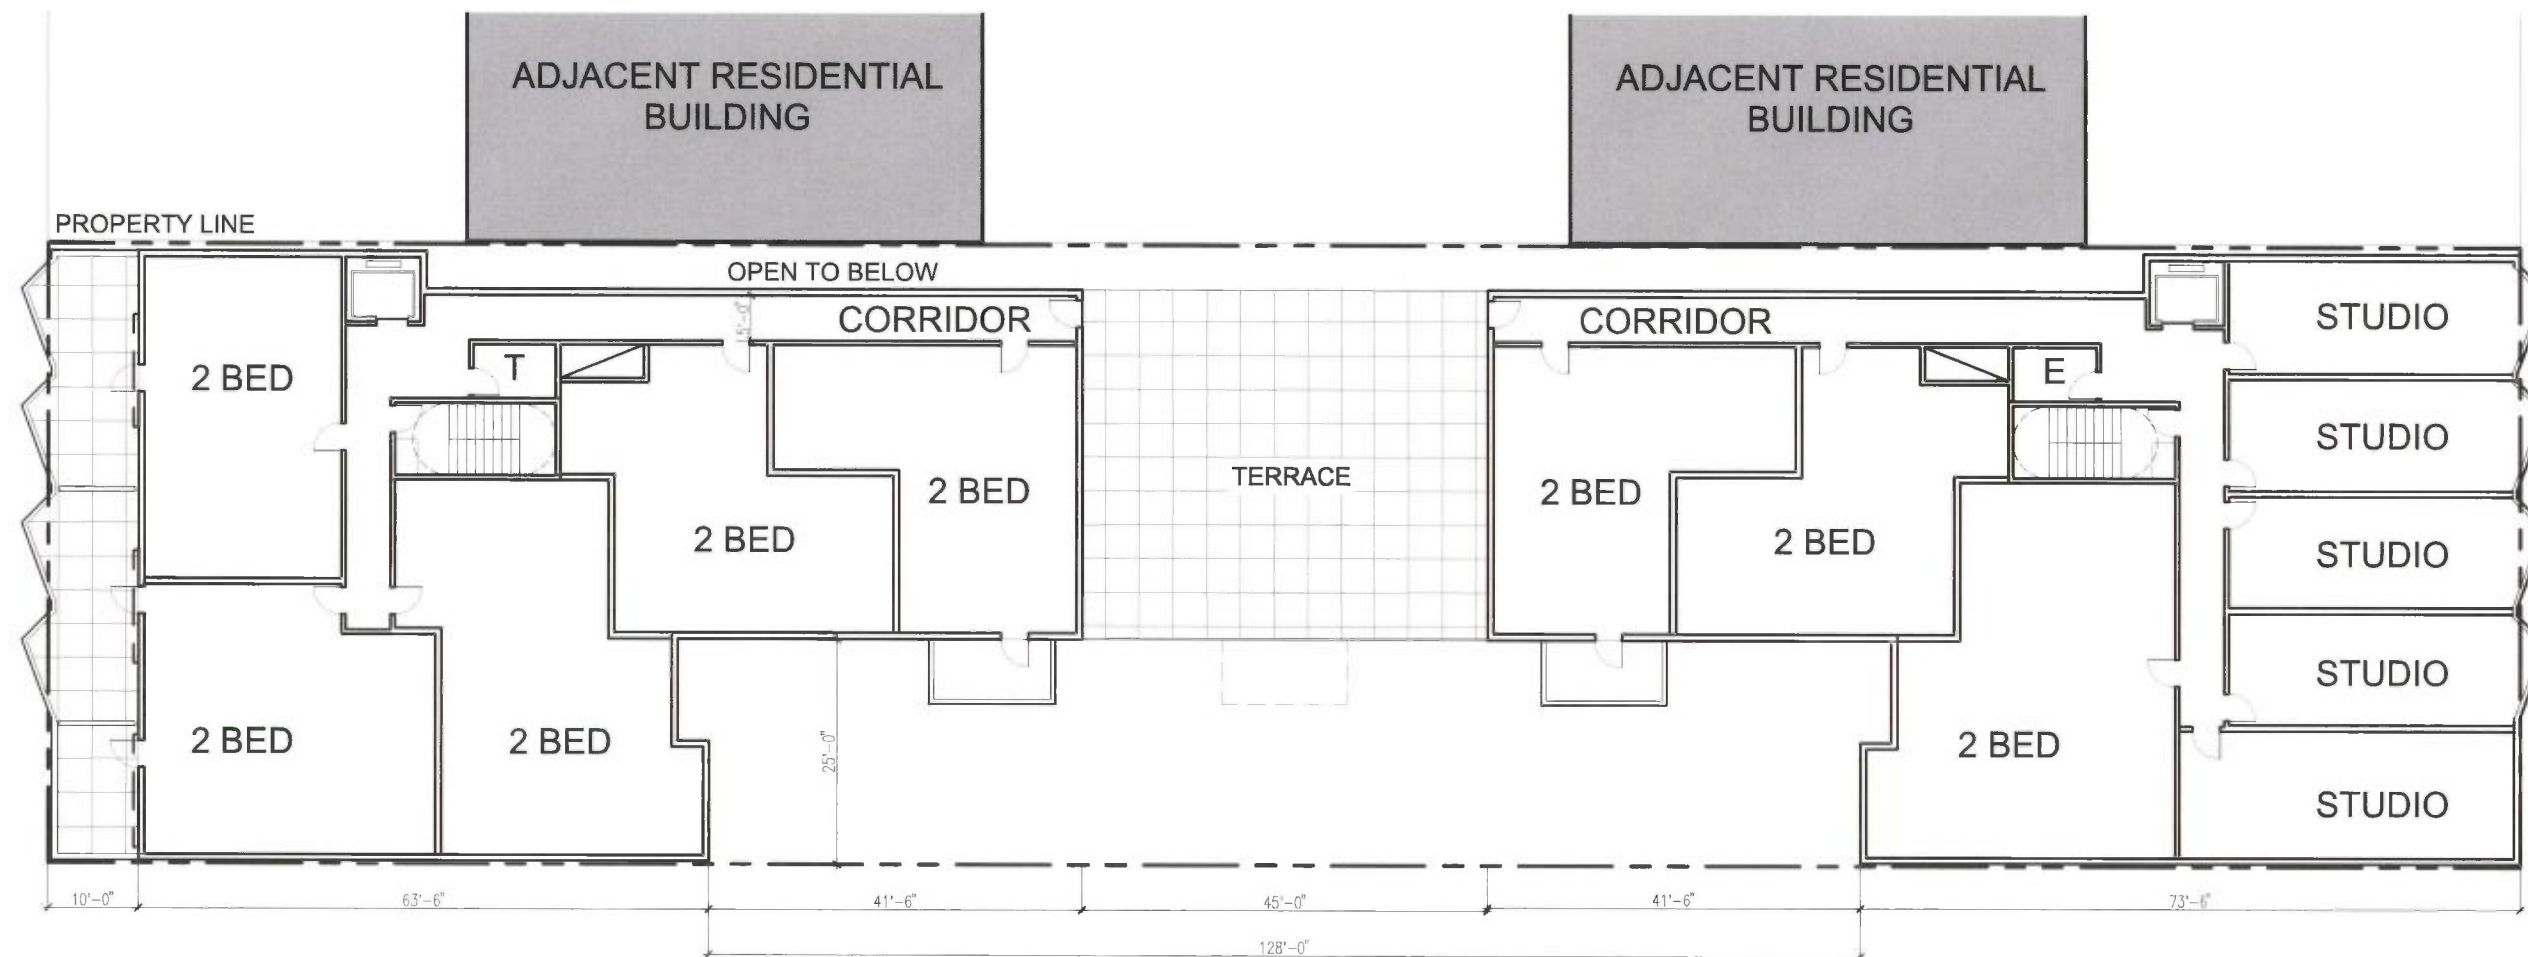 ADJACENT RESIDENTIAL
BUILDING
ADJACENT RESIDENTIAL
BUILDING
PROPERTY LINE
OPEN TO BELOW
CORRIDOR
CORRIDOR
STUDIO
5'-0"
2 BED
T
E
STUDIO
TERRACE
2 BED
2 BED
2 BED
2 BED
STUDIO
STUDIO
2 BED
2 BED
25'-0"
2 BED
STUDIO
10'-0"
63'-6"
41'-6"
45'-0"
41'-6"
73'-6"
128'-0"